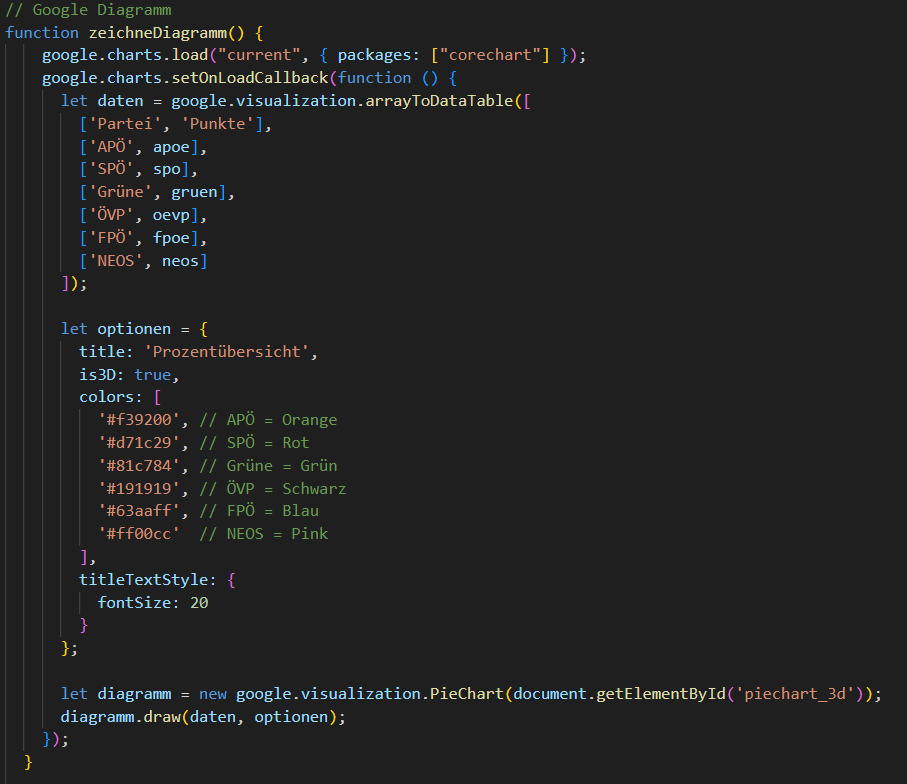 // Google Diagramm
function zeichneDiagramm() {
google.charts.load("current", { packages: ["corechart"] });
google.charts.setOnLoadCallback(function () {
let daten = google.visualization.arrayToDataTable([
['Partei', 'Punkte'],
['APÖ', apoe],
['SPÖ', spo],
['Grüne', gruen],
['ÖVP', oevp],
['FPÖ', fpoe],
['NEOS', neos]
]);
let optionen = {
title: 'Prozentübersicht',
is3D: true,
colors: [
'#f39200', // APÖ = Orange
'#d71c29', // SPÖ = Rot
'#81c784', // Grüne = Grün
'#191919', // ÖVP = Schwarz
'#63aaff', // FPÖ = Blau
'#ff00cc'  // NEOS = Pink
],
titleTextStyle: {
fontSize: 20
}
};
let diagramm = new google.visualization.PieChart(document.getElementById('piechart_3d'));
diagramm.draw(daten, optionen);
});
}